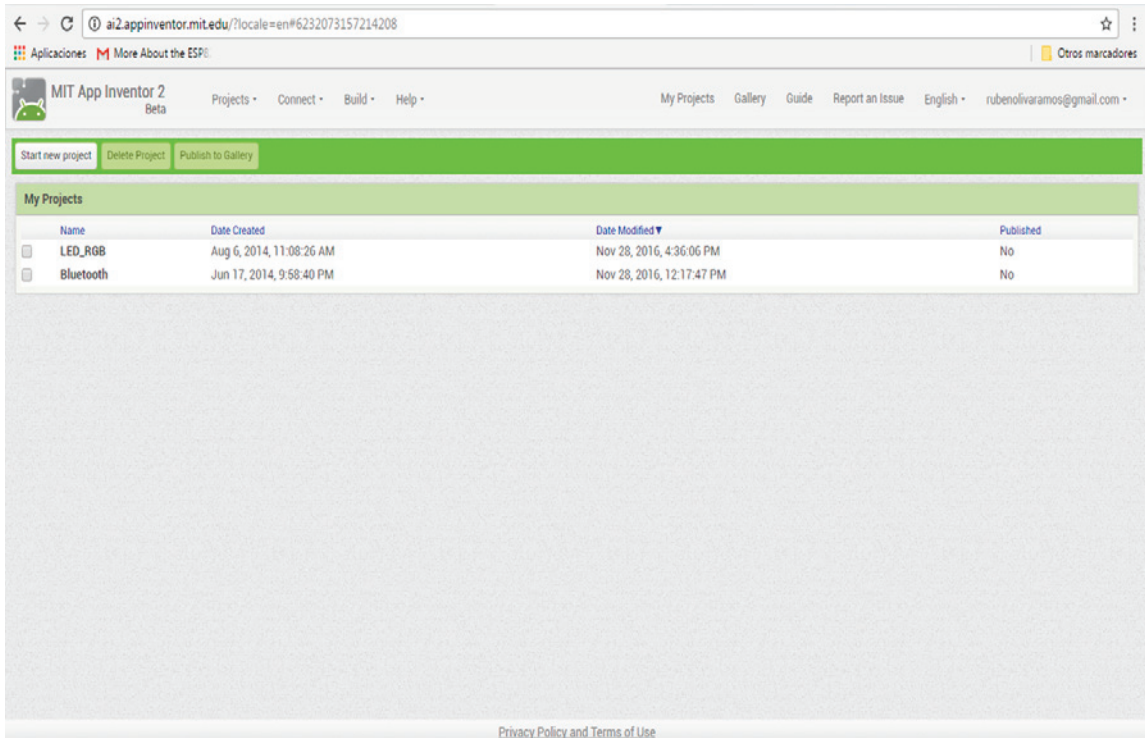 ai2.appinventor.mit.edu/?locale=en#6232073157214208
Aplicaciones More About the ESP8 Otros marcadores
MIT App Inventor 2
Beta
Projects Connect Build Help My Projects Gallery Guide Report an Issue English rubenolivaramos@gmail.com
Start new project Delete Project Publish to Gallery
My Projects
Name Date Created Date Modified▼ Published
LED_RGB Aug 6, 2014, 11:08:26 AM Nov 28, 2016, 4:36:06 PM No
Bluetooth Jun 17, 2014, 9:58:40 PM Nov 28, 2016, 12:17:47 PM No
Privacy Policy and Terms of Use